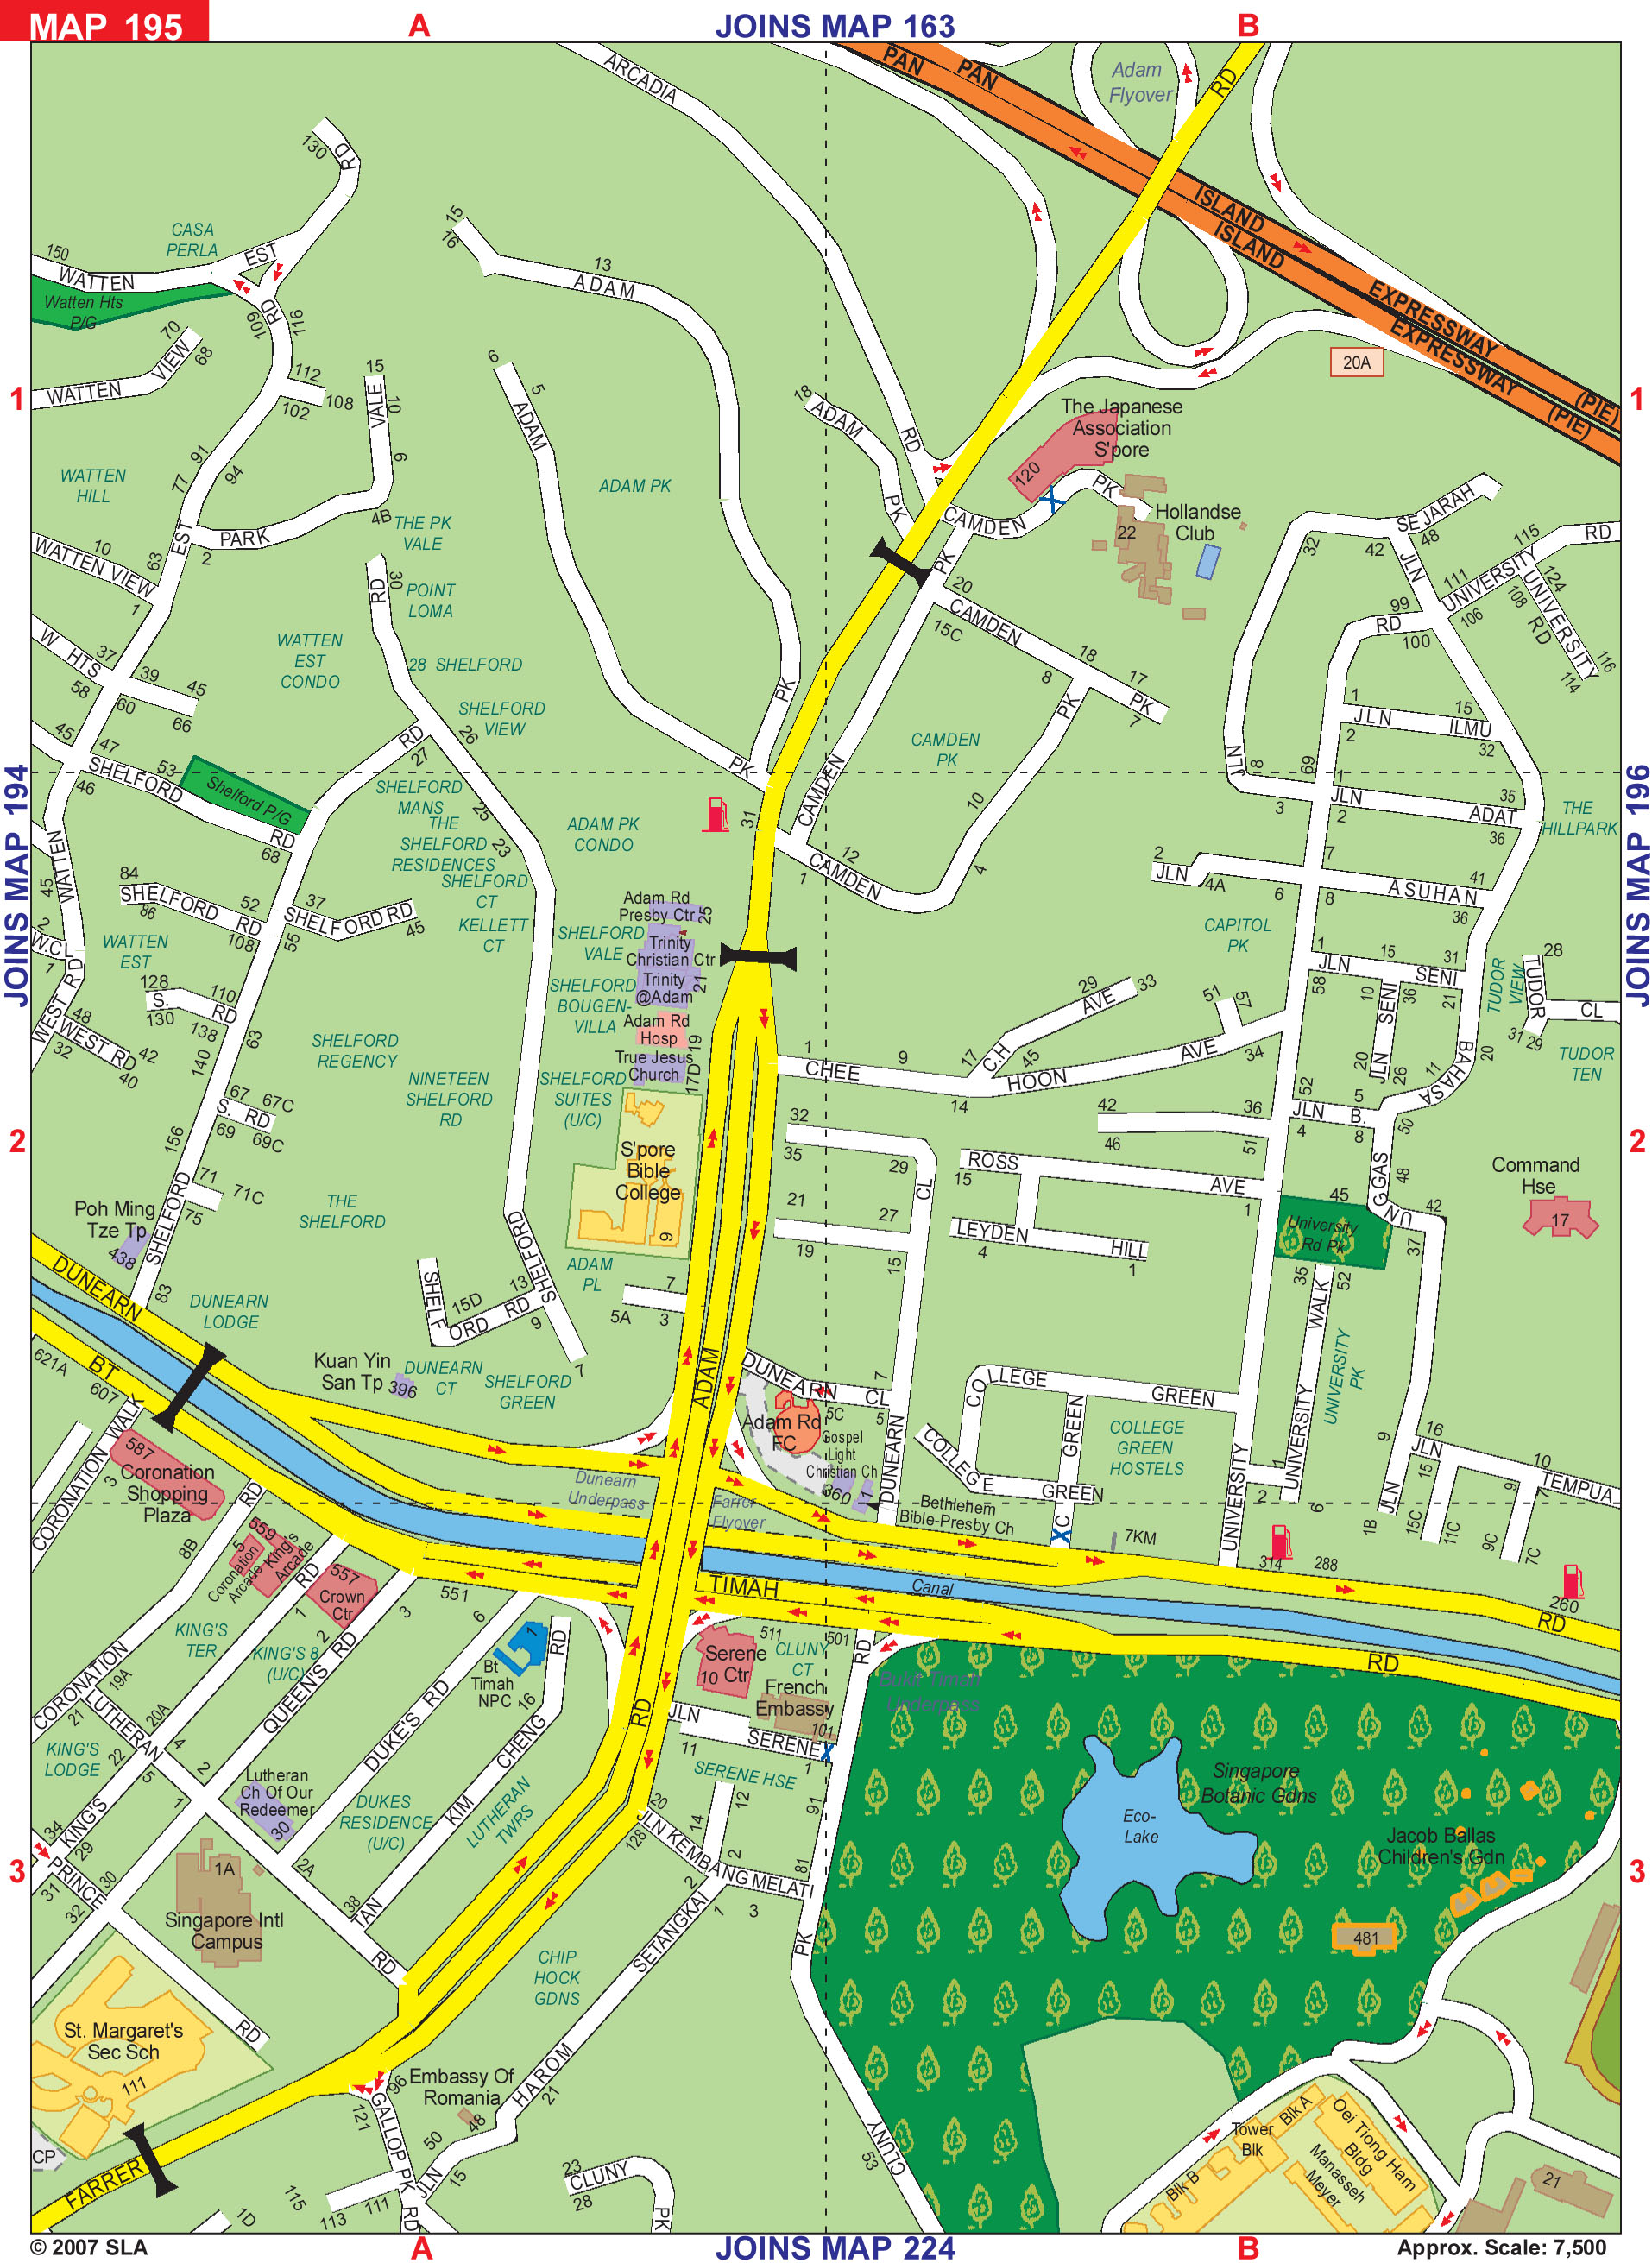 MAP 195
A
JOINS MAP 163
B
PAN
PAN
Adam
Flyover
RD
ARCADIA
130
RD
ISLAND
ISLAND
EXPRESSWAY
EXPRESSWAY
(PIE)
(PIE)
20A
CASA
PERLA
150
WATTEN
EST
Watten Hts
P/G
RD
109
116
15
16
13
ADAM
70
VIEW
68
WATTEN
1
112
108
102
15
VALE
10
6
6
5
ADAM
18
ADAM
RD
PK
The Japanese
Association
S'pore
120
PK
CAMDEN
Hollandse
Club
22
1
WATTEN
HILL
77
91
94
4B
THE PK
VALE
ADAM PK
SEJARAH
42
48
32
115
RD
10
WATTEN VIEW
1
63
EST
2
PARK
RD
30
POINT
LOMA
PK
20
CAMDEN
15C
JLN
111
UNIVERSITY
106
124
108
UNIVERSITY
RD
116
114
99
RD
100
W HTS
37
39
45
58
60
66
WATTEN
EST
CONDO
28 SHELFORD
SHELFORD
VIEW
26
18
8
17
PK
7
PK
1
JLN
15
ILMU
2
32
45
47
53
SHELFORD
46
Shelford P/G
RD
68
RD
27
PK
PK
CAMDEN
PK
JLN
8
69
JOINS MAP 194
JOINS MAP 196
SHELFORD
MANS
THE
SHELFORD
RESIDENCES
SHELFORD
CT
KELLETT
CT
25
23
ADAM PK
CONDO
31
CAMDEN
12
CAMDEN
1
10
4
3
1
JLN
2
35
ADAT
36
THE
HILLPARK
2
JLN
4A
6
7
8
ASUHAN
41
36
WATTEN
45
2
W.CL
1
84
SHELFORD
86
52
RD
108
37
SHELFORD RD
45
55
WATTEN
EST
Adam Rd
Presby Ctr
25
Trinity
Christian Ctr
Trinity
@Adam
21
SHELFORD
VALE
SHELFORD
BOUGEN-
VILLA
CAPITOL
PK
1
JLN
15
SENI
31
58
10
SENI
36
21
TUDOR
VIEW
28
TUDOR
CL
31
29
128
S.
130
110
RD
138
WEST RD
48
WEST RD
32
42
40
140
63
SHELFORD
REGENCY
NINETEEN
SHELFORD
RD
Adam Rd
Hosp
19
True Jesus
Church
17D
SHELFORD
SUITES
(U/C)
1
CHEE
9
17
CH
29
AVE
33
45
HOON
14
AVE
51
57
34
52
20
JLN
26
11
BAHASA
20
TUDOR
TEN
67
67C
S. RD
69
69C
156
S'pore
Bible
College
9
32
35
29
CL
42
46
36
51
JLN
B.
4
5
8
50
2
2
71
71C
SHELFORD
75
THE
SHELFORD
Poh Ming
Tze Tp
438
21
27
19
15
ROSS
15
AVE
LEYDEN
4
HILL
1
1
45
University
Rd Pk
48
GGAS
UN
42
37
Command
Hse
17
DUNEARN
83
DUNEARN
LODGE
SHELF
ORD
15D
RD
13
SHELFORD
9
7
ADAM
PL
7
5A
3
35
WALK
52
UNIVERSITY
PK
621A
BT
607
Kuan Yin
San Tp
396
DUNEARN
CT
SHELFORD
GREEN
ADAM
DUNEARN
CL
7
5C
5
Adam Rd
FC
Gospel
Light
Christian Ch
360
1
DUNEARN
COLLEGE
GREEN
GREEN
COLLEGE
GREEN
COLLEGE
GREEN
HOSTELS
UNIVERSITY
1
2
UNIVERSITY
6
9
16
JLN
15
10
TEMPUA
CORONATION WALK
3
587
Coronation
Shopping
Plaza
RD
Dunearn
Underpass
Farrer
Flyover
Bethlehem
Bible-Presby Ch
C
7KM
314
288
JLN
1B
15C
11C
9
9C
7C
260
RD
8B
559
5
Coronation
Arcade
King's
Arcade
RD
557
Crown
Ctr
1
2
3
551
6
TIMAH
Canal
RD
KING'S
TER
KING'S 8
(U/C)
QUEEN'S RD
1
Bt
Timah
NPC
RD
16
Serene
10 Ctr
511
CLUNY
CT
501
RD
French
Embassy
101
Bukit Timah
Underpass
CORONATION
19A
21
LUTHERAN
20A
22
4
5
2
1
KING'S
LODGE
DUKE'S RD
KIM CHENG
RD
JLN
11
SERENE
1
SERENE HSE
Singapore
Botanic Gdns
Eco-
Lake
Jacob Ballas
Children's Gdn
481
Lutheran
Ch Of Our
Redeemer
30
DUKES
RESIDENCE
(U/C)
LUTHERAN
TWRS
20
128
JLN KEMBANG MELATI
14
12
2
2
1
3
91
81
3
3
34
KING'S
29
PRINCE
31
30
32
1A
Singapore Intl
Campus
2A
38
TAN
RD
CHIP
HOCK
GDNS
SETANGKAI
PK
St. Margaret's
Sec Sch
111
RD
Embassy Of
Romania
96
GALLOP PK
121
HAROM
21
48
50
JLN
15
CP
FARRER
1D
115
113
111
RD
23
CLUNY
28
PK
CLUNY
53
Tower
Blk
Blk A
Blk B
Oei Tiong Ham
Bldg
Manasseh
Meyer
21
© 2007 SLA
A
JOINS MAP 224
B
Approx. Scale: 7,500